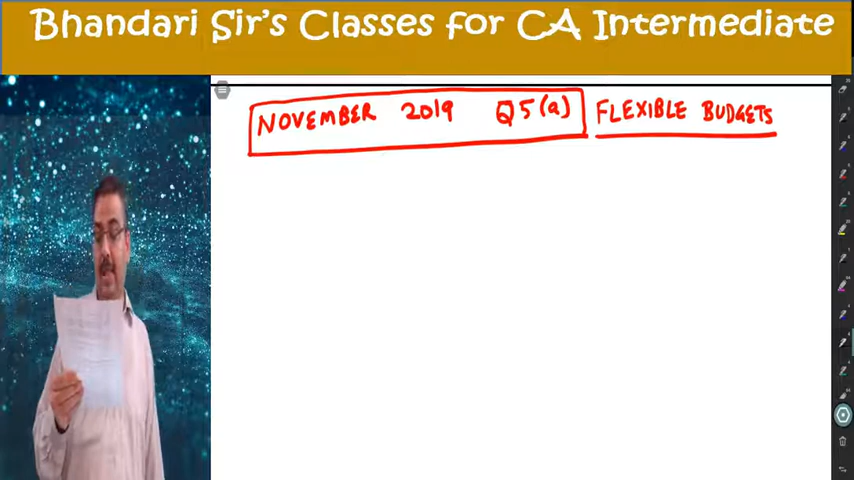 Bhandari Sir's Classes for CA Intermediate
NOVEMBER 2019 Q5(a) FLEXIBLE BUDGETS